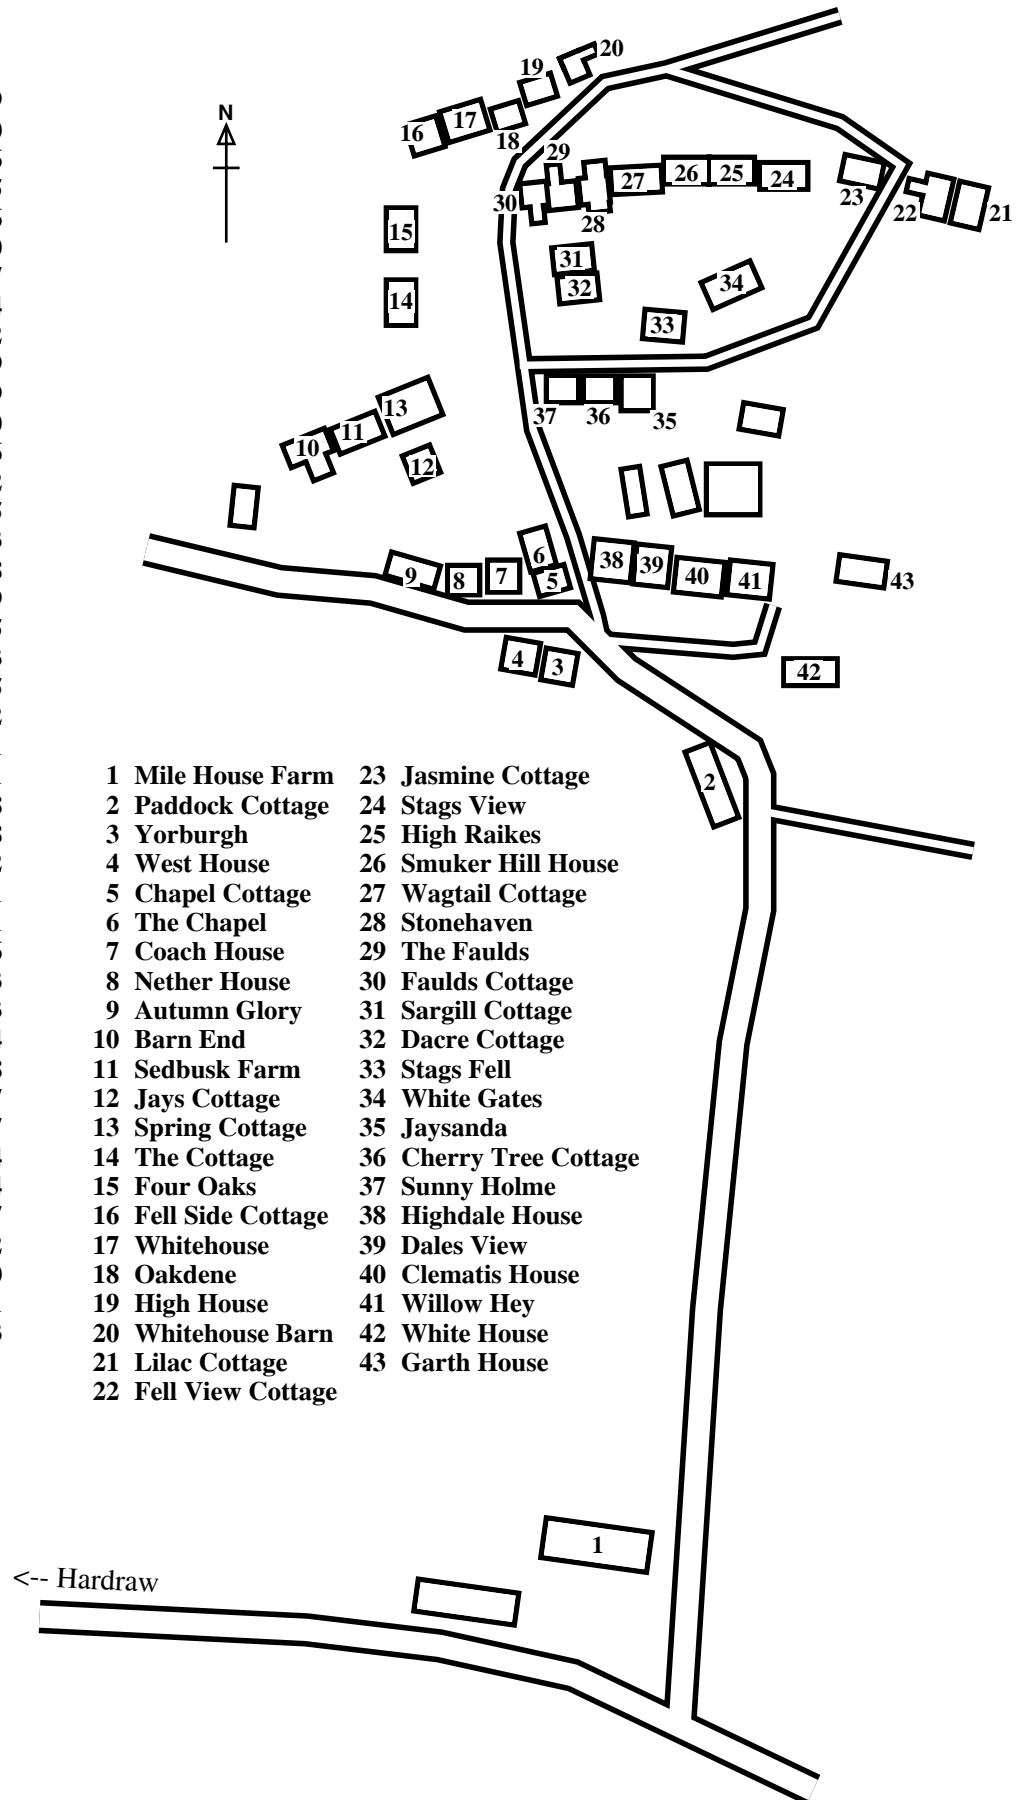 20
19
N
17
16
18
29
27
26
25
24
23
30
28
22
21
15
31
32
34
14
33
13
37
36
35
11
10
12
6
38
39
40
41
43
9
8
7
5
4
3
42
2
1 Mile House Farm
2 Paddock Cottage
3 Yorburgh
4 West House
5 Chapel Cottage
6 The Chapel
7 Coach House
8 Nether House
9 Autumn Glory
10 Barn End
11 Sedbusk Farm
12 Jays Cottage
13 Spring Cottage
14 The Cottage
15 Four Oaks
16 Fell Side Cottage
17 Whitehouse
18 Oakdene
19 High House
20 Whitehouse Barn
21 Lilac Cottage
22 Fell View Cottage
23 Jasmine Cottage
24 Stags View
25 High Raikes
26 Smuker Hill House
27 Wagtail Cottage
28 Stonehaven
29 The Faulds
30 Faulds Cottage
31 Sargill Cottage
32 Dacre Cottage
33 Stags Fell
34 White Gates
35 Jaysanda
36 Cherry Tree Cottage
37 Sunny Holme
38 Highdale House
39 Dales View
40 Clematis House
41 Willow Hey
42 White House
43 Garth House
1
<-- Hardraw